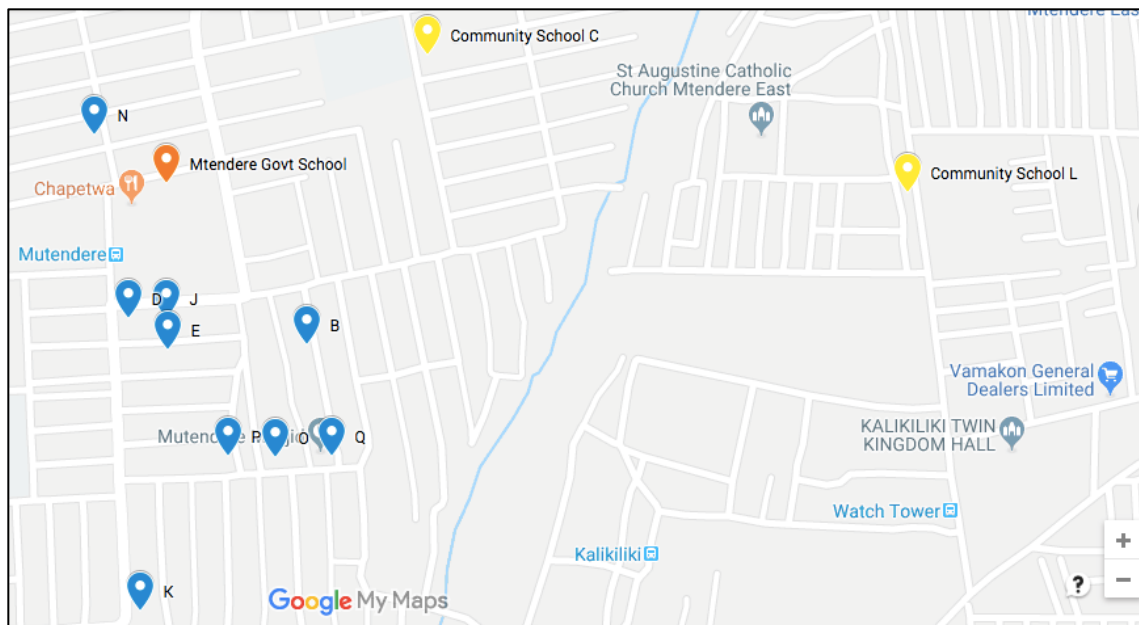 Mtendere East
Community School C
St Augustine Catholic
Church Mtendere East
N
Mtendere Govt School
Community School L
Chapetwa
Mutendere
D
J
E
B
Vamakon General
Dealers Limited
KALIKILIKI TWIN
KINGDOM HALL
Mutendere
O
Q
Watch Tower
Kalikiliki
K
Google My Maps
+
−
?